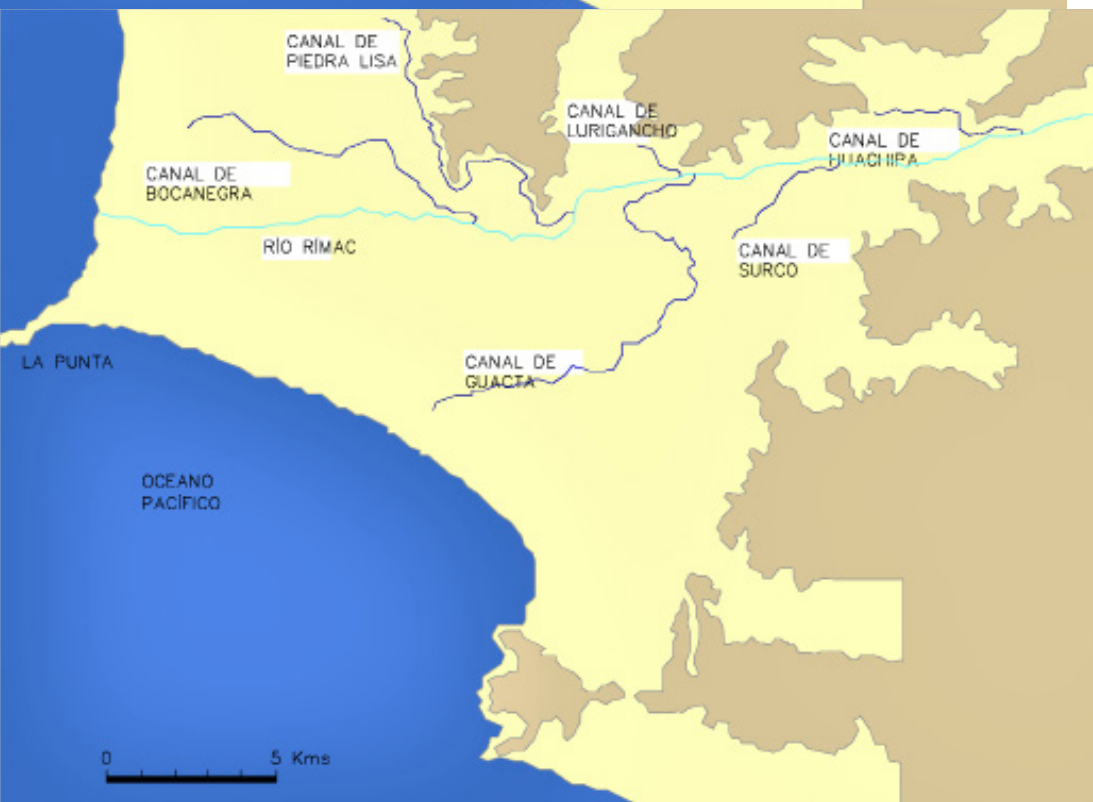 CANAL DE
PIEDRA LISA
CANAL DE
LURIGANCHO
CANAL DE
HUACHIPA
CANAL DE
BOCANEGRA
RÍO RÍMAC
CANAL DE
SURCO
LA PUNTA
CANAL DE
GUACTA
OCEANO
PACÍFICO
0 5 Kms